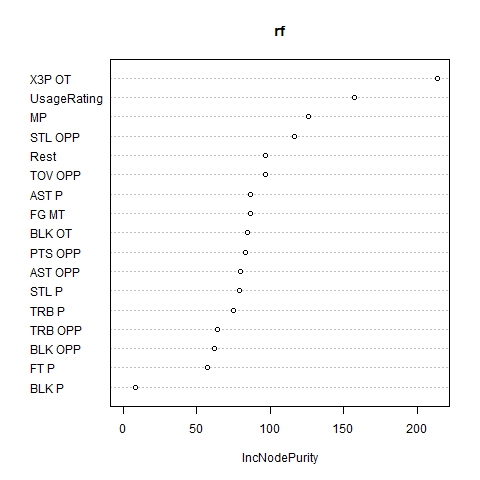 rf
X3P OT
UsageRating
MP
STL OPP
Rest
TOV OPP
AST P
FG MT
BLK OT
PTS OPP
AST OPP
STL P
TRB P
TRB OPP
BLK OPP
FT P
BLK P
0 50 100 150 200
IncNodePurity